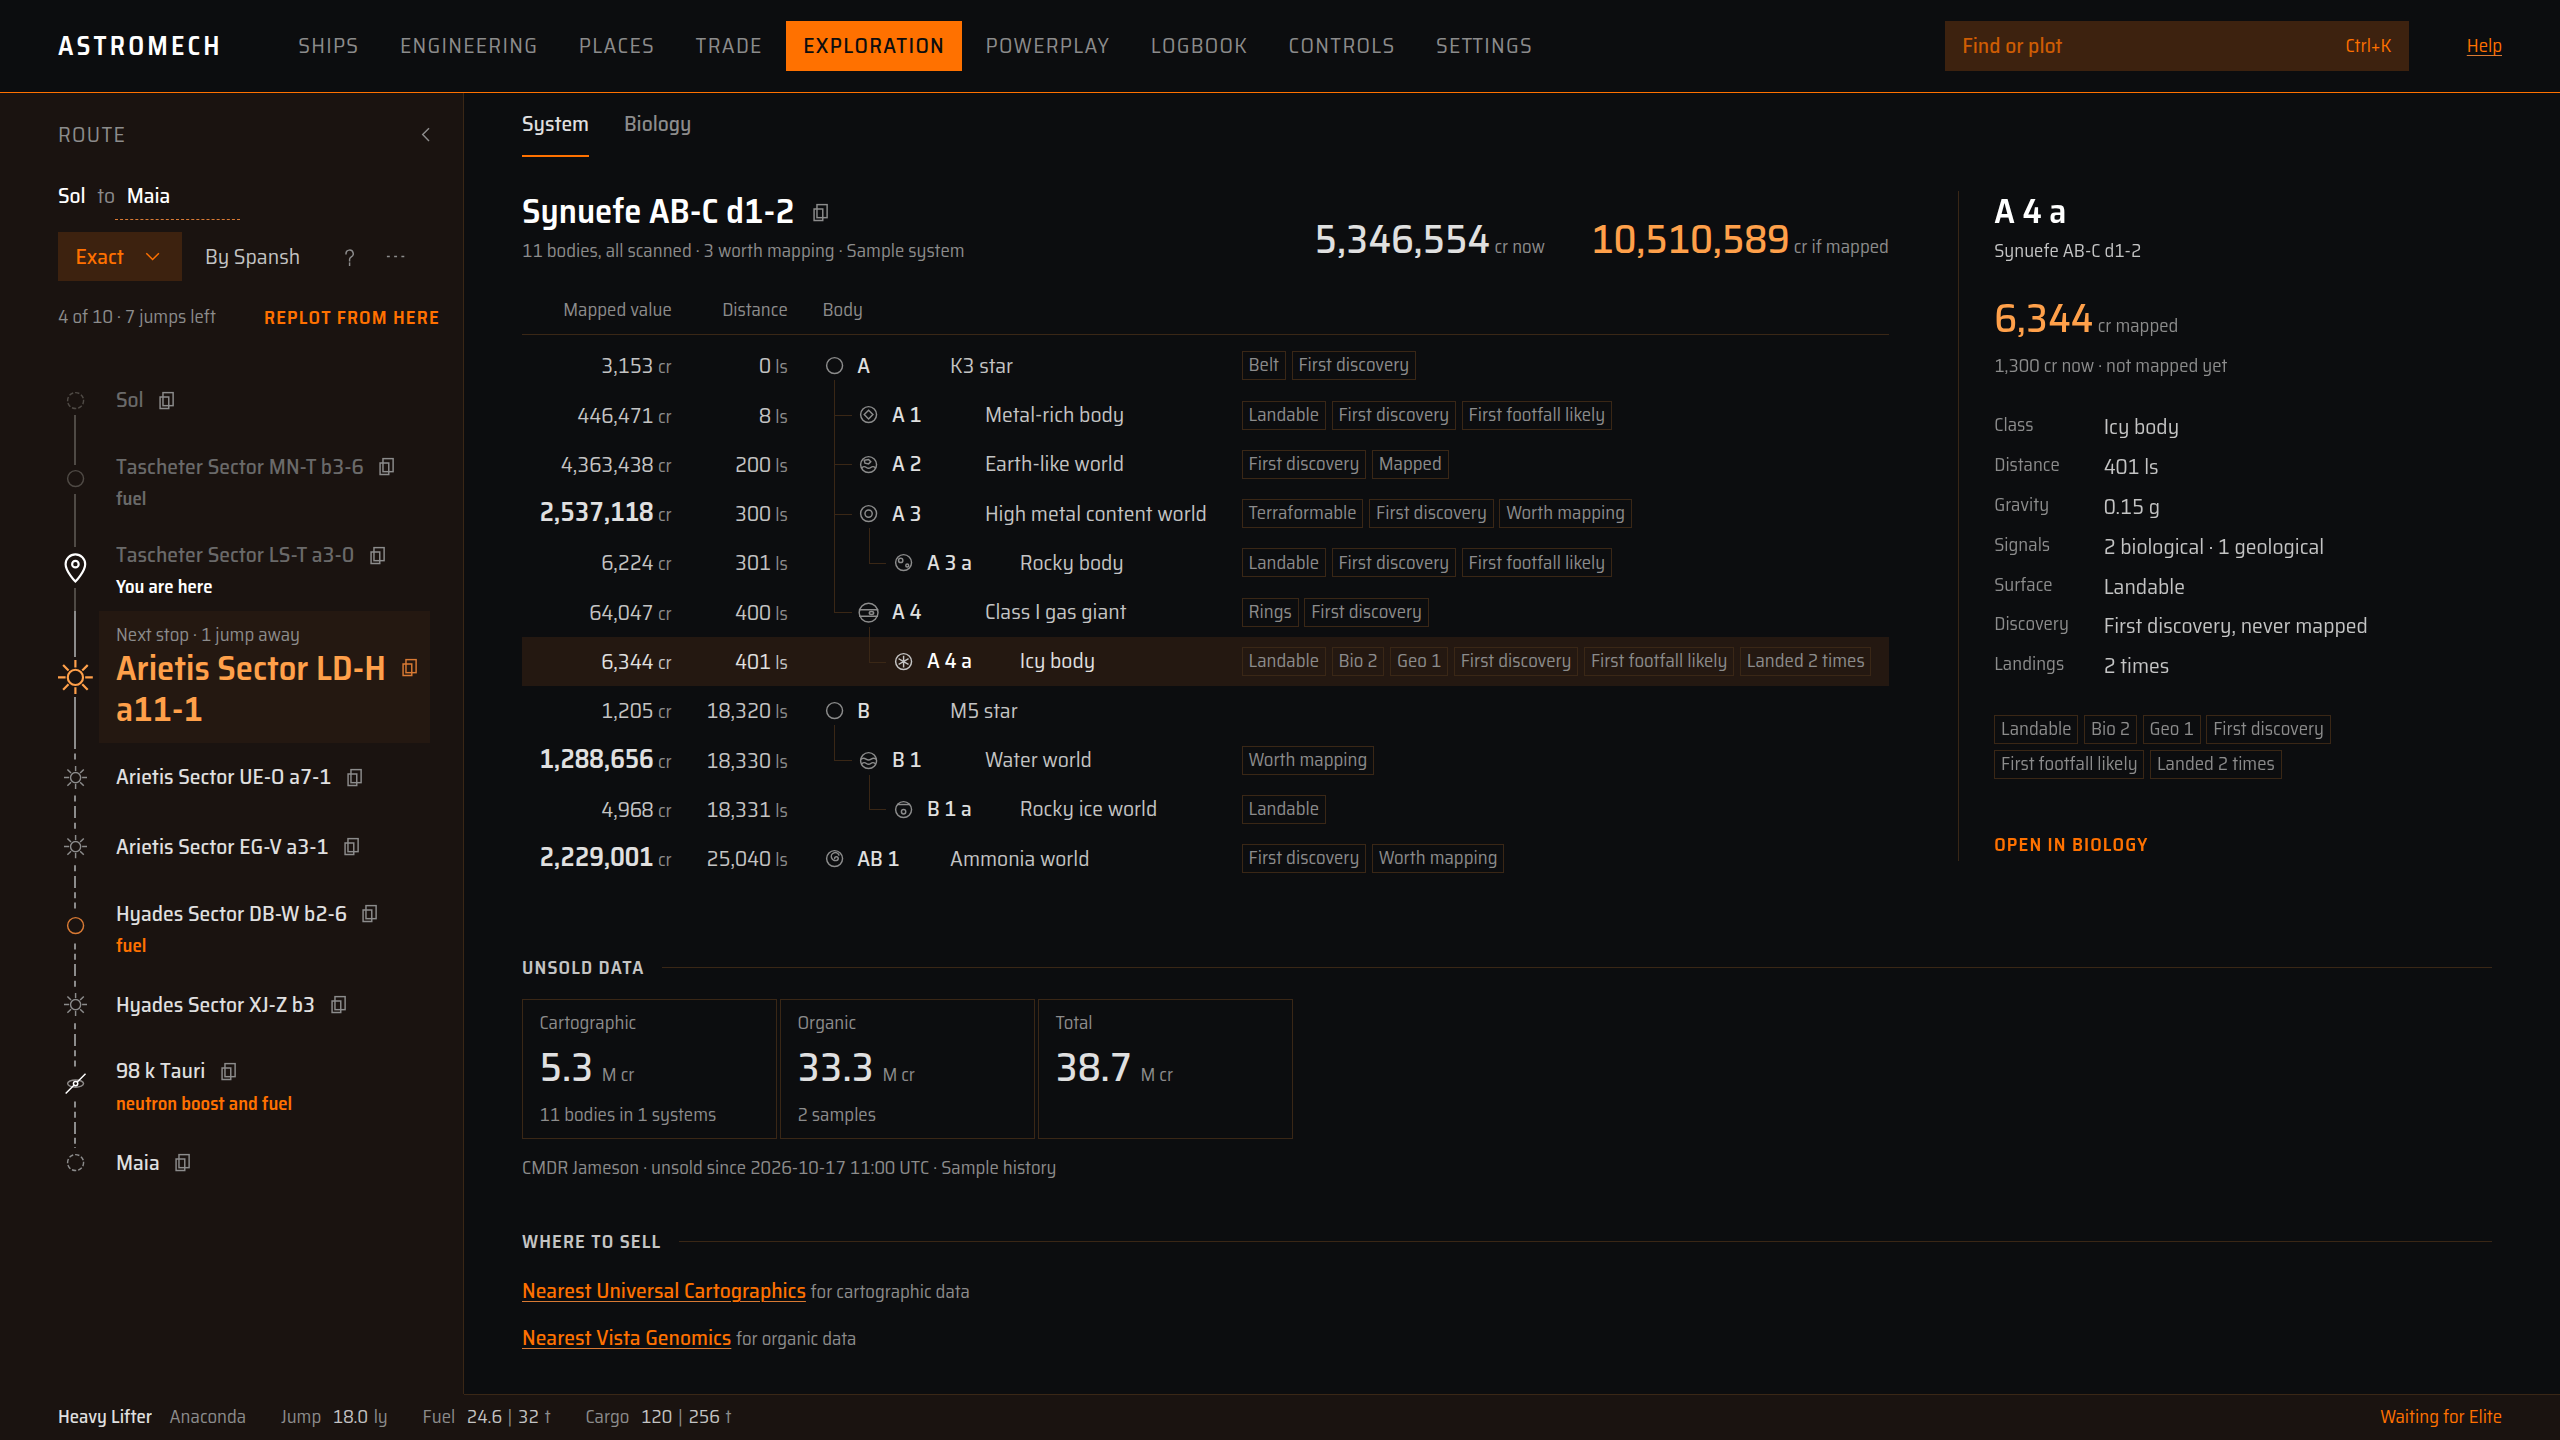 ASTROMECH
SHIPS ENGINEERING PLACES TRADE EXPLORATION POWERPLAY LOGBOOK CONTROLS SETTINGS
Find or plot Ctrl+K
Help
ROUTE
Sol to Maia
Exact By Spansh ? ...
4 of 10 · 7 jumps left REPLOT FROM HERE
Sol
Tascheter Sector MN-T b3-6
fuel
Tascheter Sector LS-T a3-0
You are here
Next stop · 1 jump away
Arietis Sector LD-H
a11-1
Arietis Sector UE-O a7-1
Arietis Sector EG-V a3-1
Hyades Sector DB-W b2-6
fuel
Hyades Sector XJ-Z b3
98 k Tauri
neutron boost and fuel
Maia
System Biology
Synuefe AB-C d1-2
11 bodies, all scanned · 3 worth mapping · Sample system
5,346,554 cr now 10,510,589 cr if mapped
Mapped value Distance Body
3,153 cr 0 ls A K3 star Belt First discovery
446,471 cr 8 ls A 1 Metal-rich body Landable First discovery First footfall likely
4,363,438 cr 200 ls A 2 Earth-like world First discovery Mapped
2,537,118 cr 300 ls A 3 High metal content world Terraformable First discovery Worth mapping
6,224 cr 301 ls A 3 a Rocky body Landable First discovery First footfall likely
64,047 cr 400 ls A 4 Class I gas giant Rings First discovery
6,344 cr 401 ls A 4 a Icy body Landable Bio 2 Geo 1 First discovery First footfall likely Landed 2 times
1,205 cr 18,320 ls B M5 star
1,288,656 cr 18,330 ls B 1 Water world Worth mapping
4,968 cr 18,331 ls B 1 a Rocky ice world Landable
2,229,001 cr 25,040 ls AB 1 Ammonia world First discovery Worth mapping
A 4 a
Synuefe AB-C d1-2
6,344 cr mapped
1,300 cr now · not mapped yet
Class Icy body
Distance 401 ls
Gravity 0.15 g
Signals 2 biological · 1 geological
Surface Landable
Discovery First discovery, never mapped
Landings 2 times
Landable Bio 2 Geo 1 First discovery
First footfall likely Landed 2 times
OPEN IN BIOLOGY
UNSOLD DATA
Cartographic
5.3 M cr
11 bodies in 1 systems
Organic
33.3 M cr
2 samples
Total
38.7 M cr
CMDR Jameson · unsold since 2026-10-17 11:00 UTC · Sample history
WHERE TO SELL
Nearest Universal Cartographics for cartographic data
Nearest Vista Genomics for organic data
Heavy Lifter Anaconda Jump 18.0 ly Fuel 24.6 | 32 t Cargo 120 | 256 t
Waiting for Elite